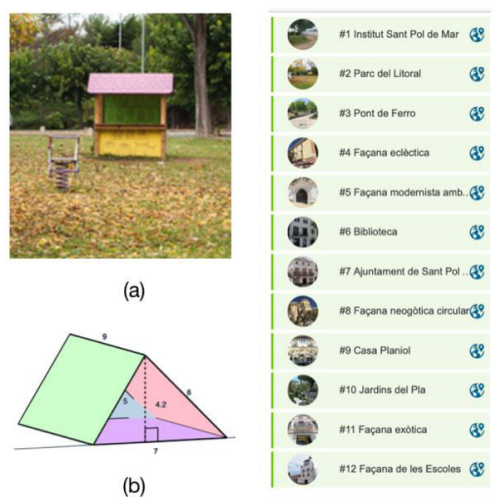 (a)
9
5
4.2
6
7
(b)
#1 Institut Sant Pol de Mar
#2 Parc del Litoral
#3 Pont de Ferro
#4 Façana eclèctica
#5 Façana modernista amb...
#6 Biblioteca
#7 Ajuntament de Sant Pol ...
#8 Façana neogòtica circular
#9 Casa Planiol
#10 Jardins del Pla
#11 Façana exòtica
#12 Façana de les Escoles